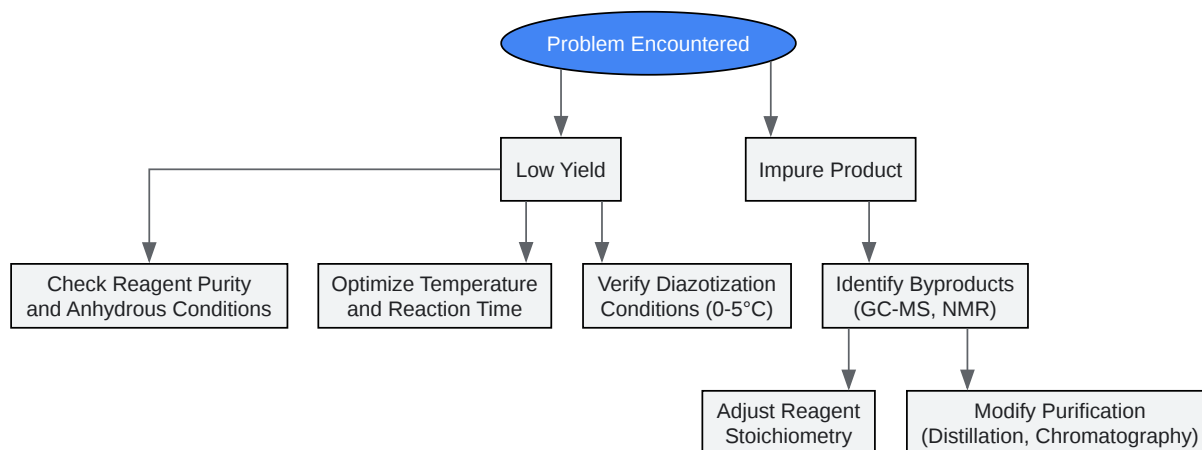 Problem Encountered
Low Yield
Impure Product
Check Reagent Purity
and Anhydrous Conditions
Optimize Temperature
and Reaction Time
Verify Diazotization
Conditions (0-5°C)
Identify Byproducts
(GC-MS, NMR)
Adjust Reagent
Stoichiometry
Modify Purification
(Distillation, Chromatography)